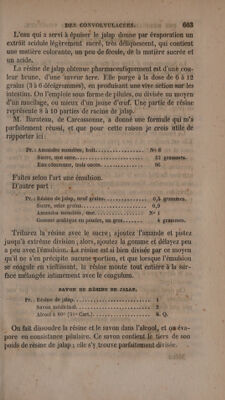 DES CONVOLVULACÉES. 603
L'eau qui a servi à épuiser le jalap donne par évaporation un
extrait acidule légèrement sucré, très déliquescent, qui contient
une matière colorante, un peu de fécule, de la matière sucrée et
un acide.
La résine de jalap obtenue pharmaceutiquement est d'une cou-
leur brune, d'une saveur âcre. Elle purge à la dose de 6 à 12
grains (3 à 6 décigrammes), en produisant une vive action sur les
intestins. On l'emploie sous forme de pilules, ou divisée au moyen
d'un mucilage, ou mieux d'un jaune d'œuf. Une partie de résine
représente 8 à 10 parties de racine de jalap.
M. Barateau, de Carcassonne, a donné une formule qui m'a
parfaitement réussi, et que pour cette raison je crois utile de
rapporter ici :
Pr. : Amandes mondées, huit. N° 8
Sucre, une once. 32 grammes.
Eau commune, trois onces. 96
Faites selon l'art une émulsion.
D'autre part :
Pr. : Résine de jalap, neuf grains. 0,5 grammes.
Sucre, seize grains. 0,9
Amandes mondées, une. N° 1
Gomme arabique en poudre, un gros. 4 grammes.
Triturez la résine avec le sucre; ajoutez l'amande et pistez
jusqu'à extrême division; alors, ajoutez la gomme et délayez peu
à peu avec l'émulsion. La résine est si bien divisée par ce moyen
qu'il ne s'en précipite aucune portion, et que lorsque l'émulsion
se coagule en vieillissant, la résine monte tout entière à la sur-
face mélangée intimement avec le coagulum.
SAVON DE RÉSINE DE JALAP.
Pr. Résine de jalap. 1
Savon médicinal. 2
Alcool à 80° (31° Cart.). S. Q.
On fait dissoudre la résine et le savon dans l'alcool, et on éva-
pore en consistance pilulaire. Ce savon contient le tiers de son
poids de résine de jalap; elle s'y trouve parfaitement divisée.